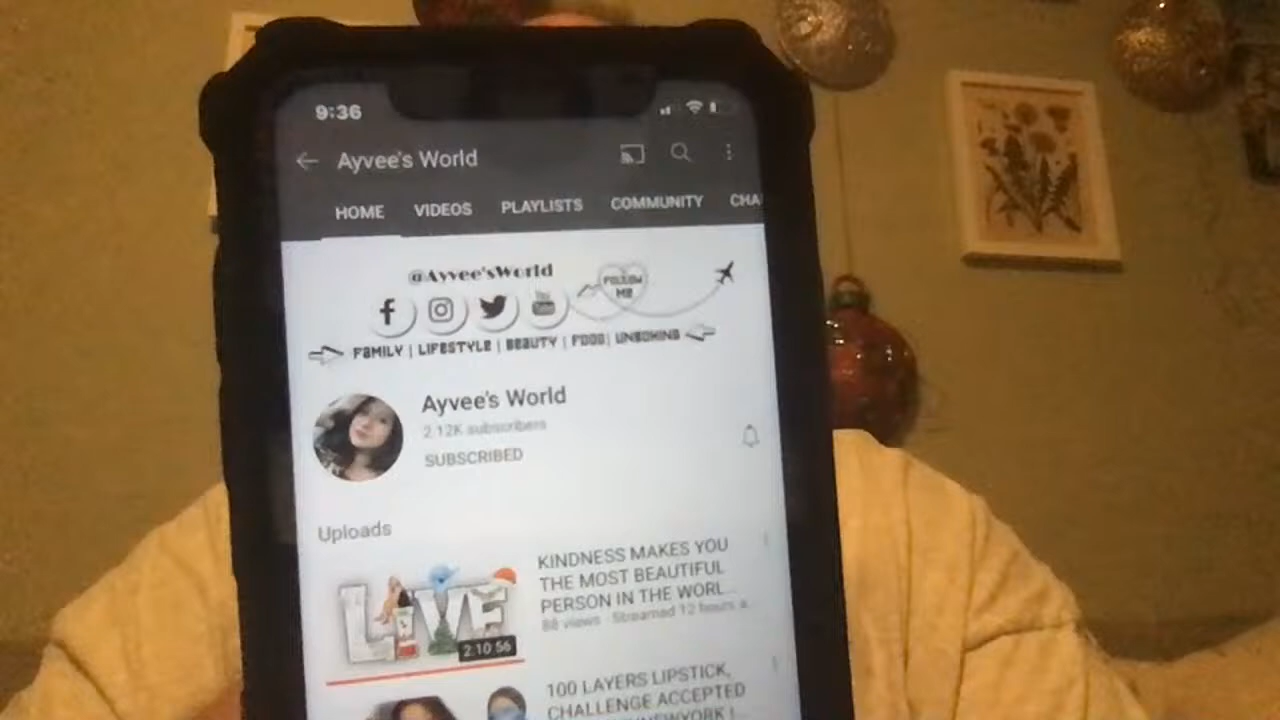 9:36
Ayvee's World
HOME VIDEOS PLAYLISTS COMMUNITY CHA
@Ayvee'sWorld
FOLLOW
ME
FAMILY | LIFESTYLE | BEAUTY | FOOD | UNBOXING
Ayvee's World
2.12K subscribers
SUBSCRIBED
Uploads
LIVE
2:10:56
KINDNESS MAKES YOU
THE MOST BEAUTIFUL
PERSON IN THE WORL...
88 views · Streamed 12 hours a...
100 LAYERS LIPSTICK,
CHALLENGE ACCEPTED